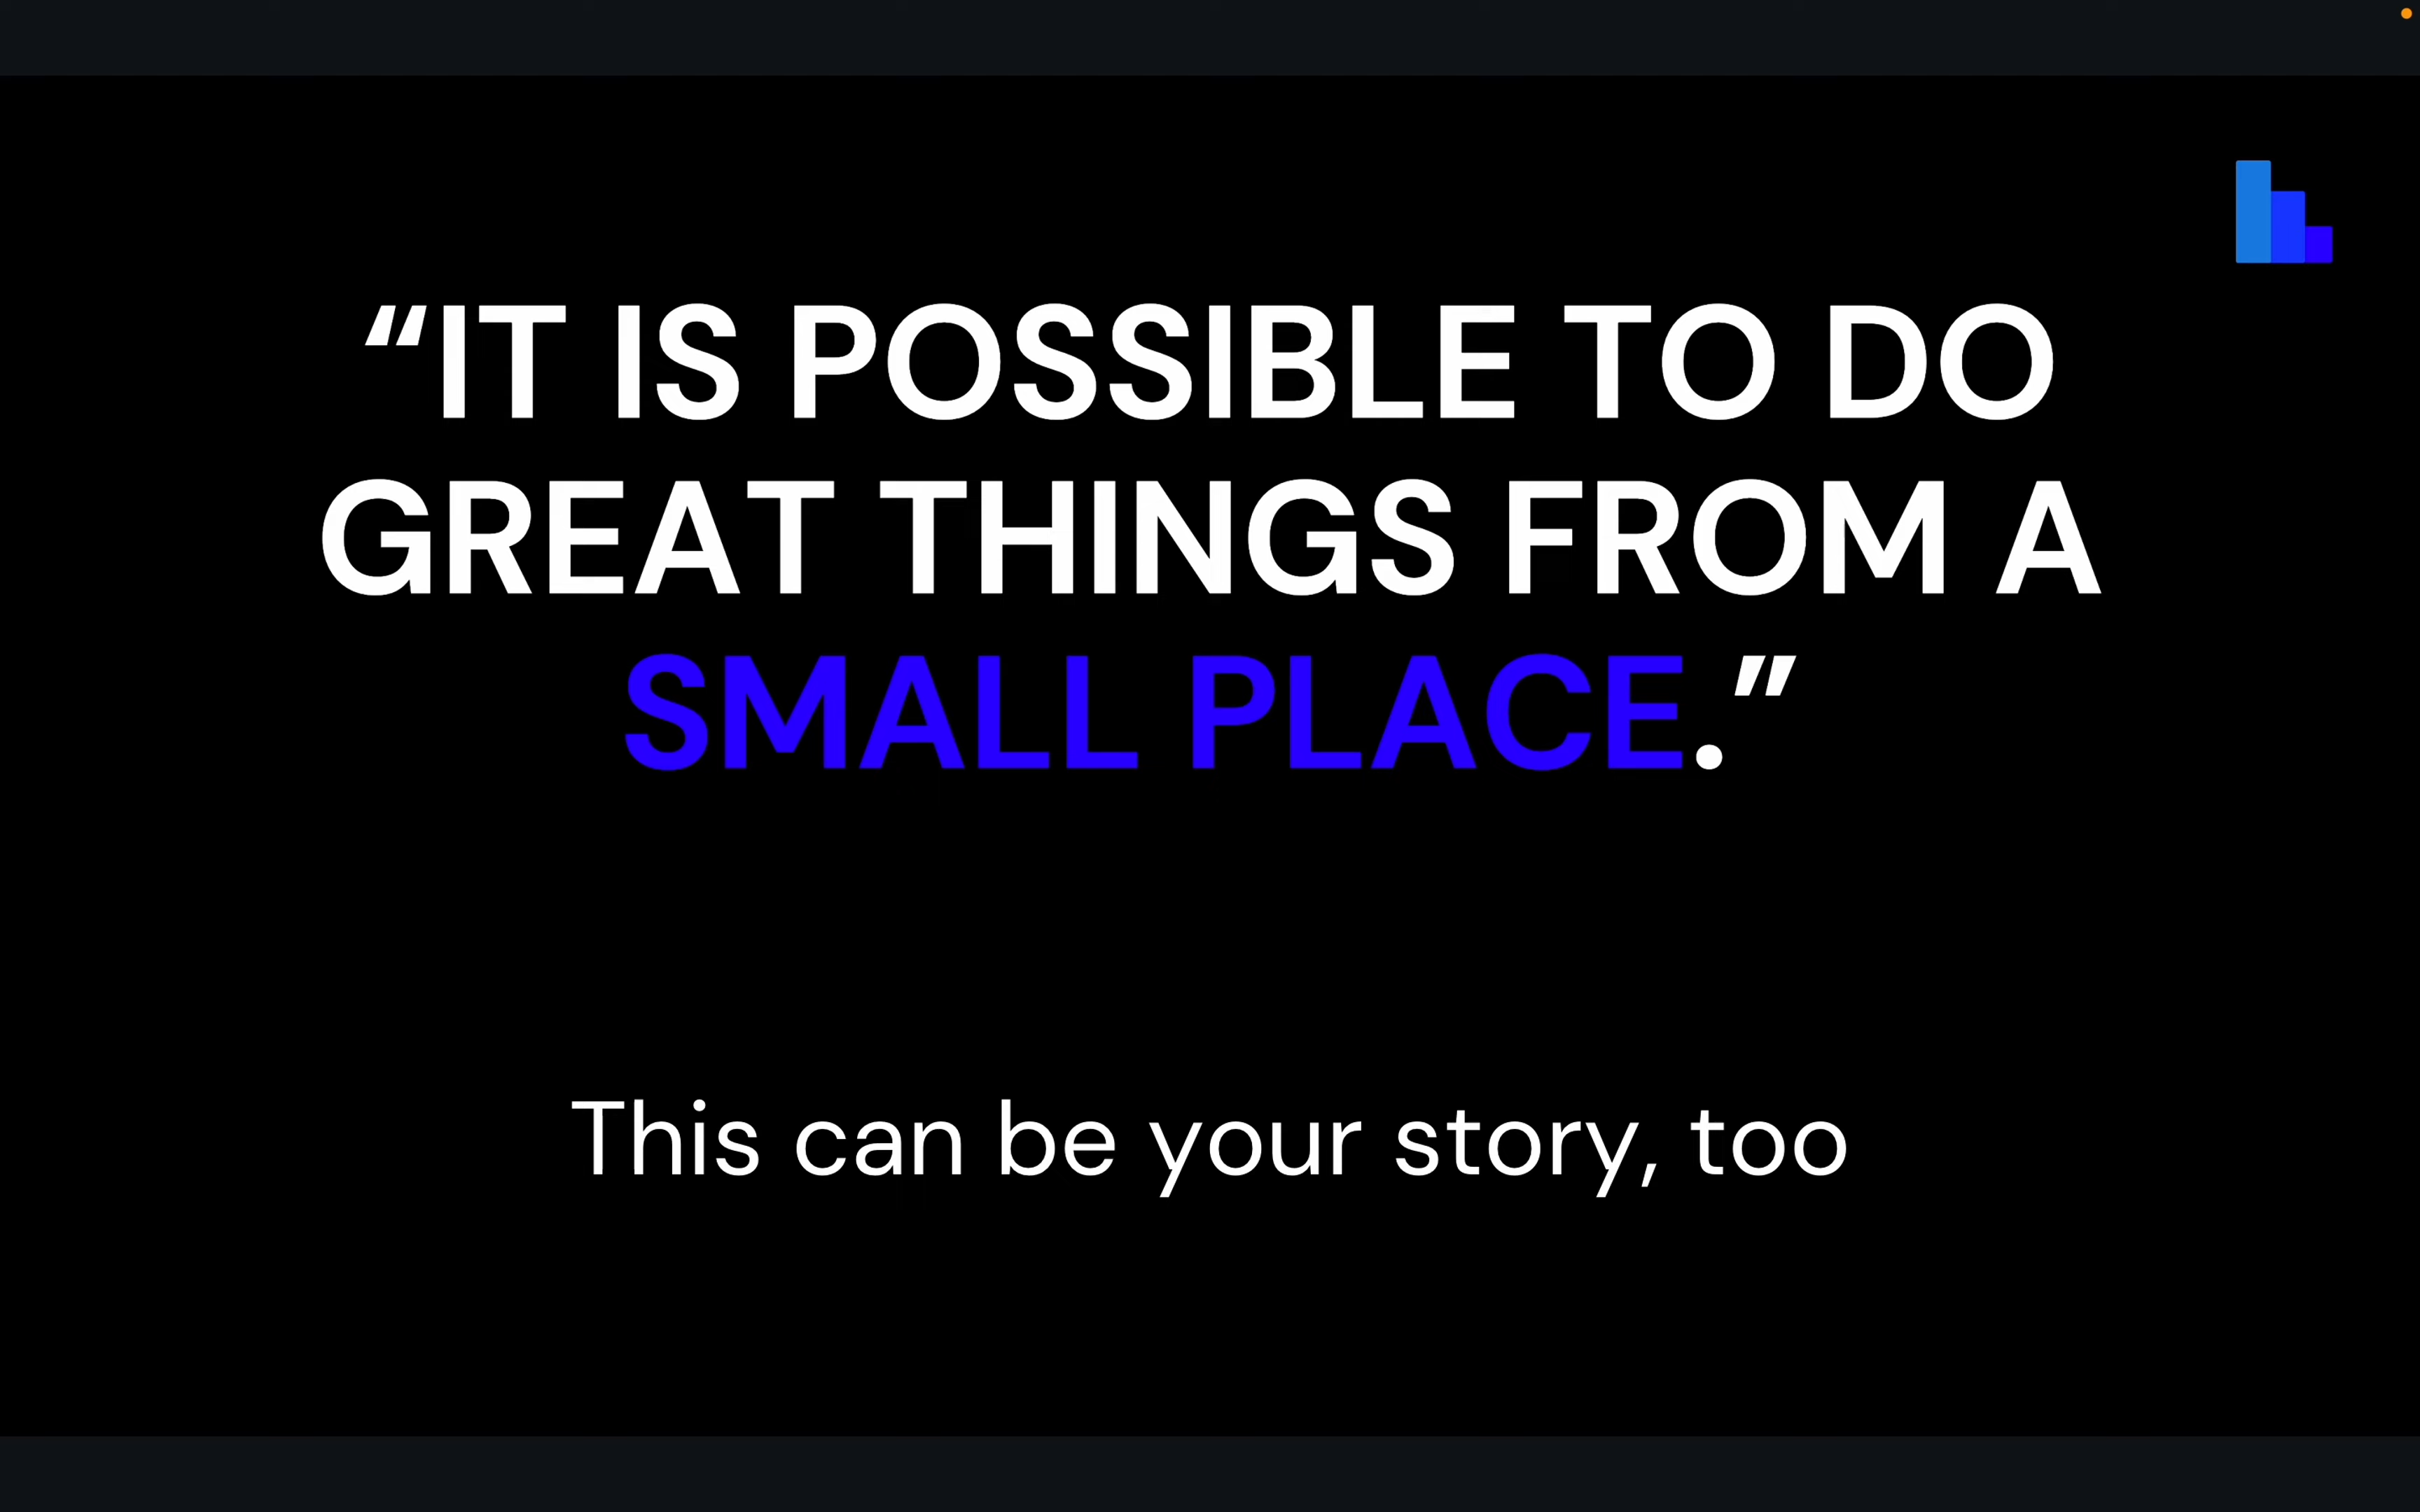 “IT IS POSSIBLE TO DO
GREAT THINGS FROM A
SMALL PLACE.”
This can be your story, too